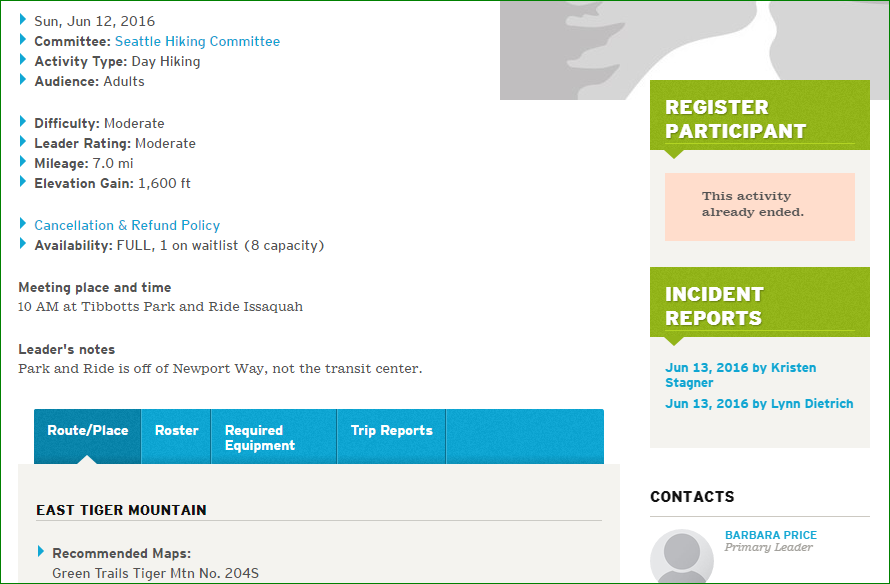 Sun, Jun 12, 2016
Committee: Seattle Hiking Committee
Activity Type: Day Hiking
Audience: Adults
Difficulty: Moderate
Leader Rating: Moderate
Mileage: 7.0 mi
Elevation Gain: 1,600 ft
Cancellation & Refund Policy
Availability: FULL, 1 on waitlist (8 capacity)
Meeting place and time
10 AM at Tibbotts Park and Ride Issaquah
Leader's notes
Park and Ride is off of Newport Way, not the transit center.
Route/Place
Roster
Required
Equipment
Trip Reports
EAST TIGER MOUNTAIN
Recommended Maps:
Green Trails Tiger Mtn No. 204S
REGISTER
PARTICIPANT
This activity
already ended.
INCIDENT
REPORTS
Jun 13, 2016 by Kristen
Stagner
Jun 13, 2016 by Lynn Dietrich
CONTACTS
BARBARA PRICE
Primary Leader